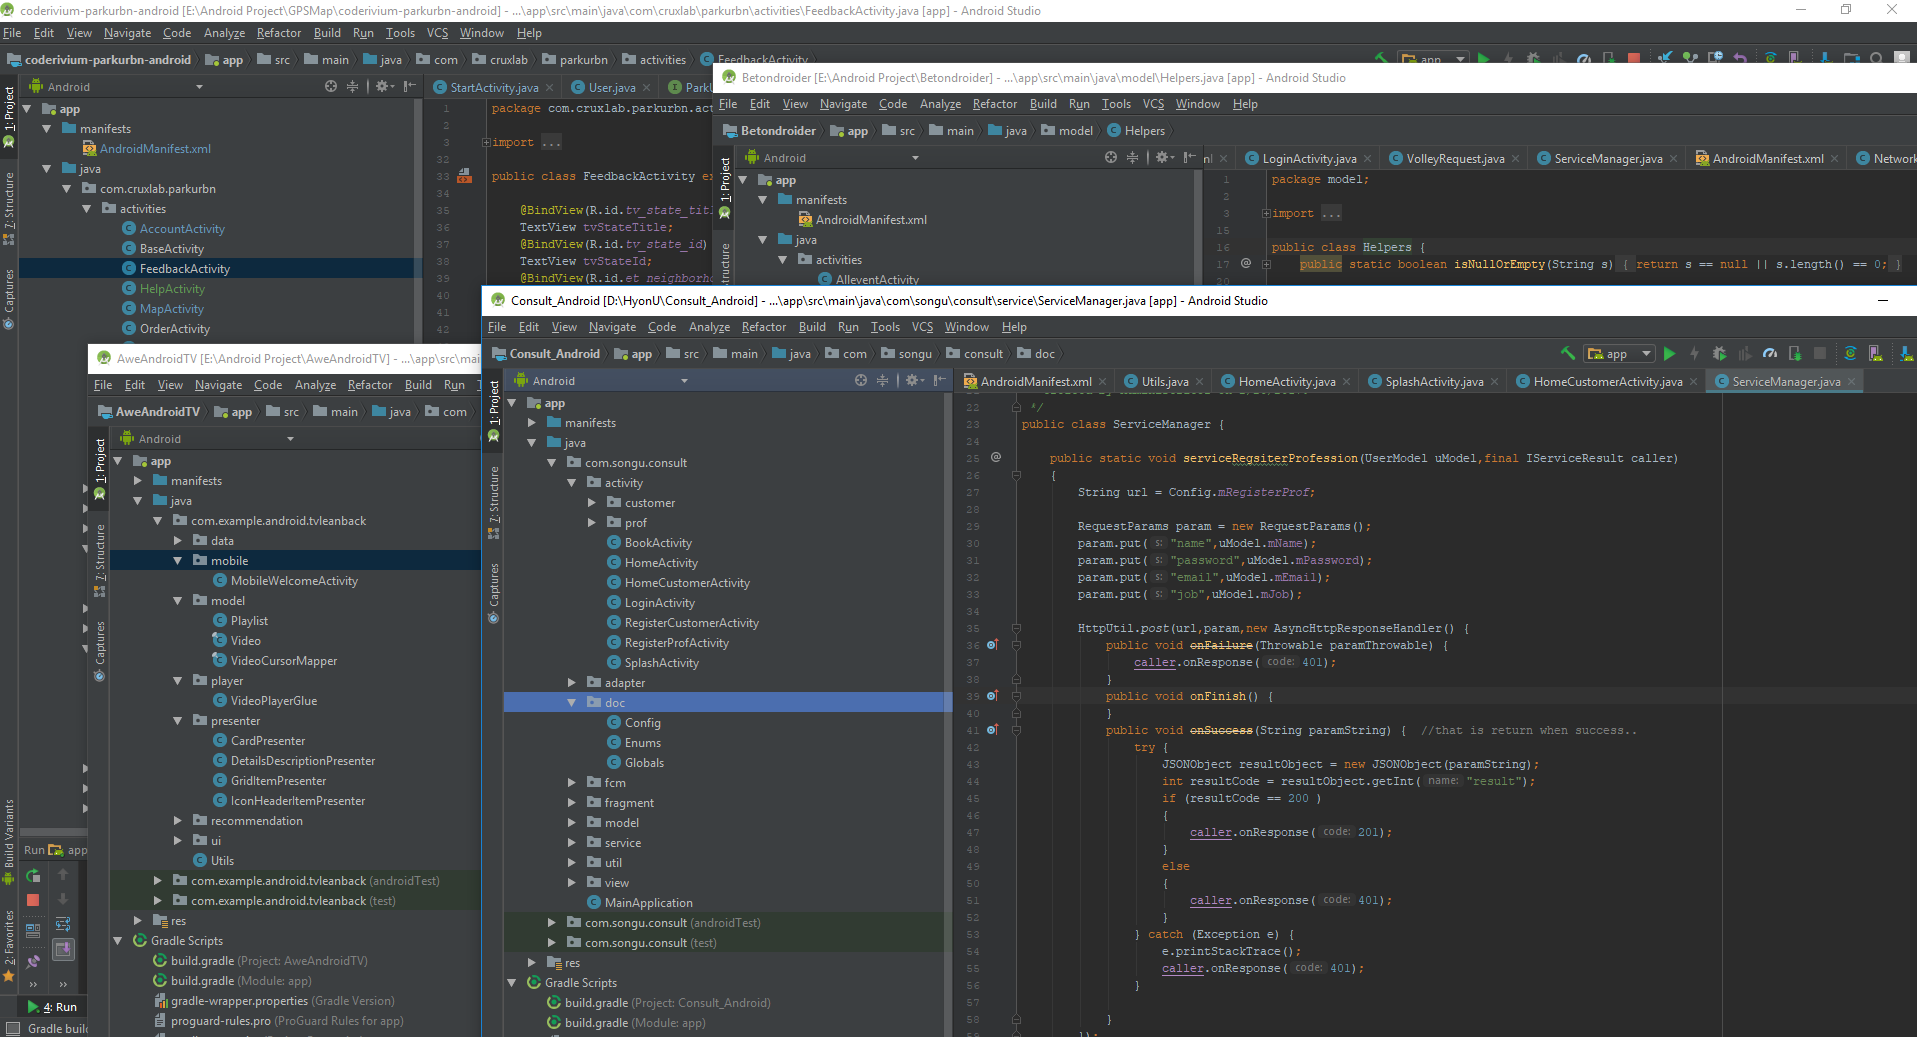 coderivium-parkurbn-android [E:\Android Project\GPSMap\coderivium-parkurbn-android] - ...\app\src\main\java\com\cruxlab\parkurbn\activities\FeedbackActivity.java [app] - Android Studio
File Edit View Navigate Code Analyze Refactor Build Run Tools VCS Window Help
coderivium-parkurbn-android app src main java com cruxlab parkurbn activities FeedbackActivity
app
Android
StartActivity.java User.java
1: Project
7: Structure
Captures
app
manifests
AndroidManifest.xml
java
com.cruxlab.parkurbn
activities
AccountActivity
BaseActivity
FeedbackActivity
HelpActivity
MapActivity
OrderActivity
1 package com.cruxlab.parkurbn.act
2
3 import ...
33 public class FeedbackActivity ex
34
35 @BindView(R.id.tv_state_titl
36 TextView tvStateTitle;
37 @BindView(R.id.tv_state_id)
38 TextView tvStateId;
39 @BindView(R.id.et_neighborho
40
41
42
Build Variants
2: Favorites
Run app
4: Run
Gradle build
Betondroider [E:\Android Project\Betondroider] - ...\app\src\main\java\model\Helpers.java [app] - Android Studio
File Edit View Navigate Code Analyze Refactor Build Run Tools VCS Window Help
Betondroider app src main java model Helpers
Android
LoginActivity.java VolleyRequest.java ServiceManager.java AndroidManifest.xml Network
1: Project
Structure
app
manifests
AndroidManifest.xml
java
activities
AlleventActivity
1 package model;
2
3 import ...
15
16 public class Helpers {
17 public static boolean isNullOrEmpty(String s) { return s == null || s.length() == 0; }
20
AweAndroidTV [E:\Android Project\AweAndroidTV] - ...\app\src\mai
File Edit View Navigate Code Analyze Refactor Build Run
AweAndroidTV app src main java com
Android
1: Project
7: Structure
Captures
app
manifests
java
com.example.android.tvleanback
data
mobile
MobileWelcomeActivity
model
Playlist
Video
VideoCursorMapper
player
VideoPlayerGlue
presenter
CardPresenter
DetailsDescriptionPresenter
GridItemPresenter
IconHeaderItemPresenter
recommendation
ui
Utils
com.example.android.tvleanback (androidTest)
com.example.android.tvleanback (test)
res
Gradle Scripts
build.gradle (Project: AweAndroidTV)
build.gradle (Module: app)
gradle-wrapper.properties (Gradle Version)
proguard-rules.pro (ProGuard Rules for app)
Consult_Android [D:\HyonU\Consult_Android] - ...\app\src\main\java\com\songu\consult\service\ServiceManager.java [app] - Android Studio
File Edit View Navigate Code Analyze Refactor Build Run Tools VCS Window Help
Consult_Android app src main java com songu consult doc
app
Android
AndroidManifest.xml Utils.java HomeActivity.java SplashActivity.java HomeCustomerActivity.java ServiceManager.java
1: Project
7: Structure
Captures
app
manifests
java
com.songu.consult
activity
customer
prof
BookActivity
HomeActivity
HomeCustomerActivity
LoginActivity
RegisterCustomerActivity
RegisterProfActivity
SplashActivity
adapter
doc
Config
Enums
Globals
fcm
fragment
model
service
util
view
MainApplication
com.songu.consult (androidTest)
com.songu.consult (test)
res
Gradle Scripts
build.gradle (Project: Consult_Android)
build.gradle (Module: app)
22 */
23 public class ServiceManager {
24
25 public static void serviceRegsiterProfession(UserModel uModel,final IServiceResult caller)
26 {
27 String url = Config.mRegisterProf;
28
29 RequestParams param = new RequestParams();
30 param.put( s: "name",uModel.mName);
31 param.put( s: "password",uModel.mPassword);
32 param.put( s: "email",uModel.mEmail);
33 param.put( s: "job",uModel.mJob);
34
35 HttpUtil.post(url,param,new AsyncHttpResponseHandler() {
36 public void onFailure(Throwable paramThrowable) {
37 caller.onResponse( code: 401);
38 }
39 public void onFinish() {
40 }
41 public void onSuccess(String paramString) { //that is return when success..
42 try {
43 JSONObject resultObject = new JSONObject(paramString);
44 int resultCode = resultObject.getInt( name: "result");
45 if (resultCode == 200 )
46 {
47 caller.onResponse( code: 201);
48 }
49 else
50 {
51 caller.onResponse( code: 401);
52 }
53 } catch (Exception e) {
54 e.printStackTrace();
55 caller.onResponse( code: 401);
56 }
57
58 }